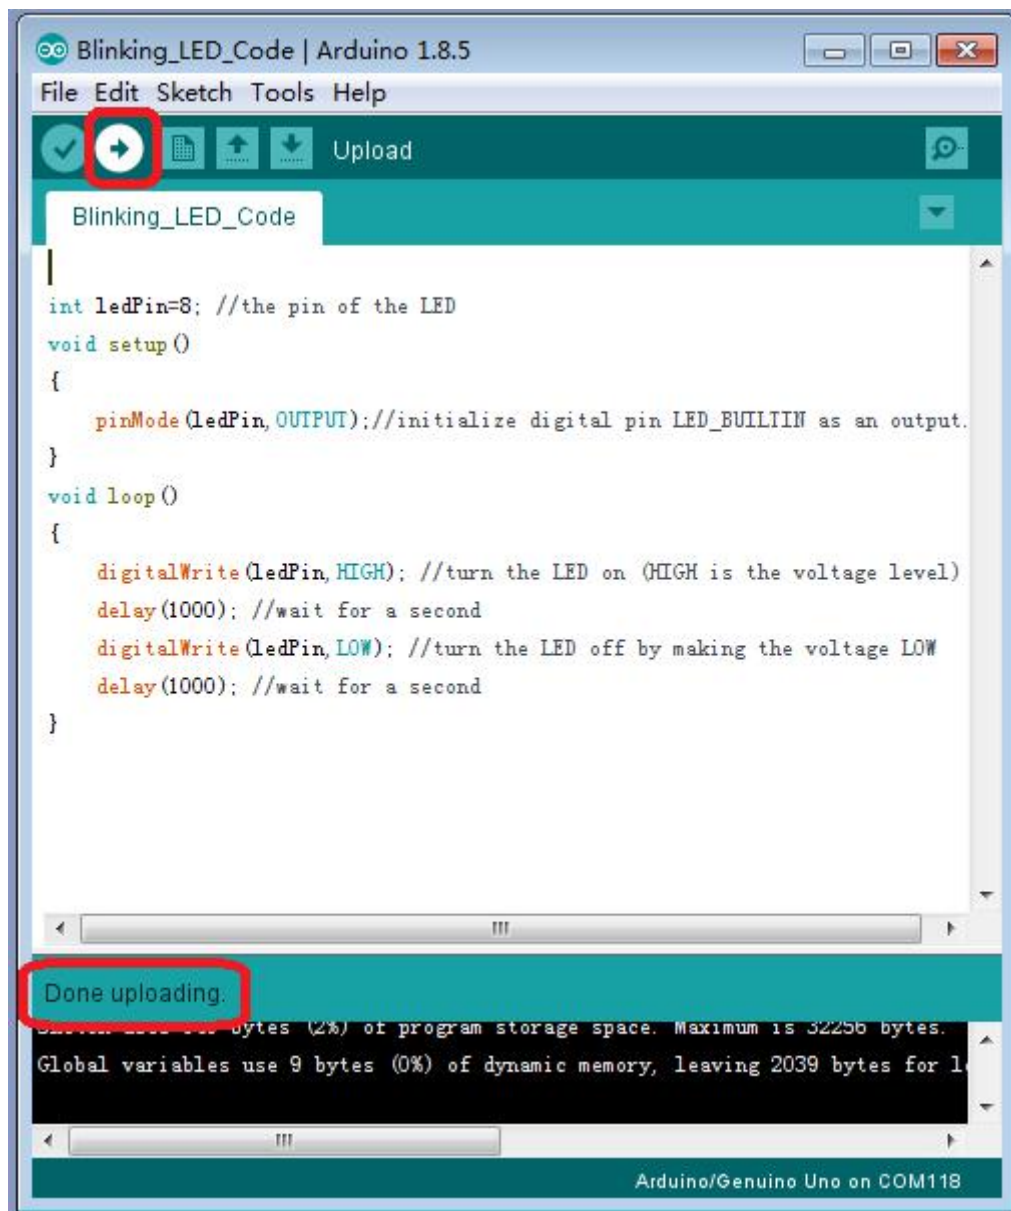 Blinking_LED_Code | Arduino 1.8.5
File Edit Sketch Tools Help
Upload
Blinking_LED_Code
int ledPin=8; //the pin of the LED
void setup()
{
pinMode(ledPin,OUTPUT);//initialize digital pin LED_BUILTIN as an output.
}
void loop()
{
digitalWrite(ledPin,HIGH); //turn the LED on (HIGH is the voltage level)
delay(1000); //wait for a second
digitalWrite(ledPin,LOW); //turn the LED off by making the voltage LOW
delay(1000); //wait for a second
}
Done uploading.
bytes (2%) of program storage space. Maximum is 32256 bytes.
Global variables use 9 bytes (0%) of dynamic memory, leaving 2039 bytes for
Arduino/Genuino Uno on COM118